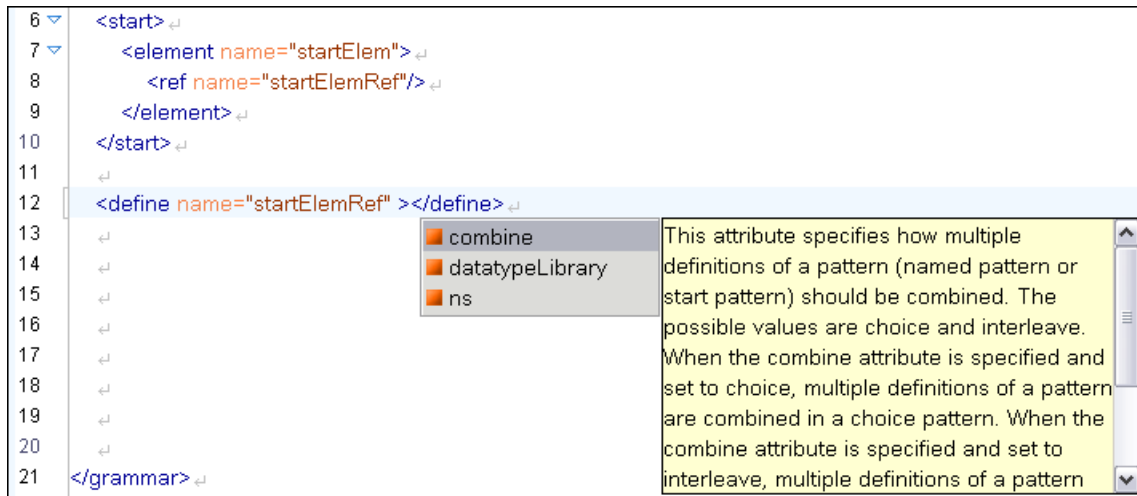 6 <start>
7 <element name="startElem">
8 <ref name="startElemRef"/>
9 </element>
10 </start>
11
12 <define name="startElemRef" ></define>
13
14
15
16
17
18
19
20
21 </grammar>
combine
datatypeLibrary
ns
This attribute specifies how multiple
definitions of a pattern (named pattern or
start pattern) should be combined. The
possible values are choice and interleave.
When the combine attribute is specified and
set to choice, multiple definitions of a pattern
are combined in a choice pattern. When the
combine attribute is specified and set to
interleave, multiple definitions of a pattern